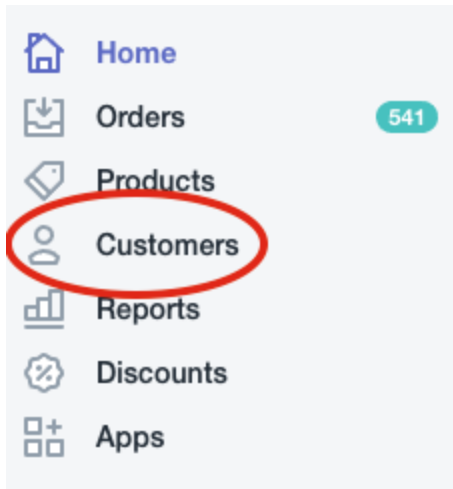 Home
Orders 541
Products
Customers
Reports
Discounts
Apps